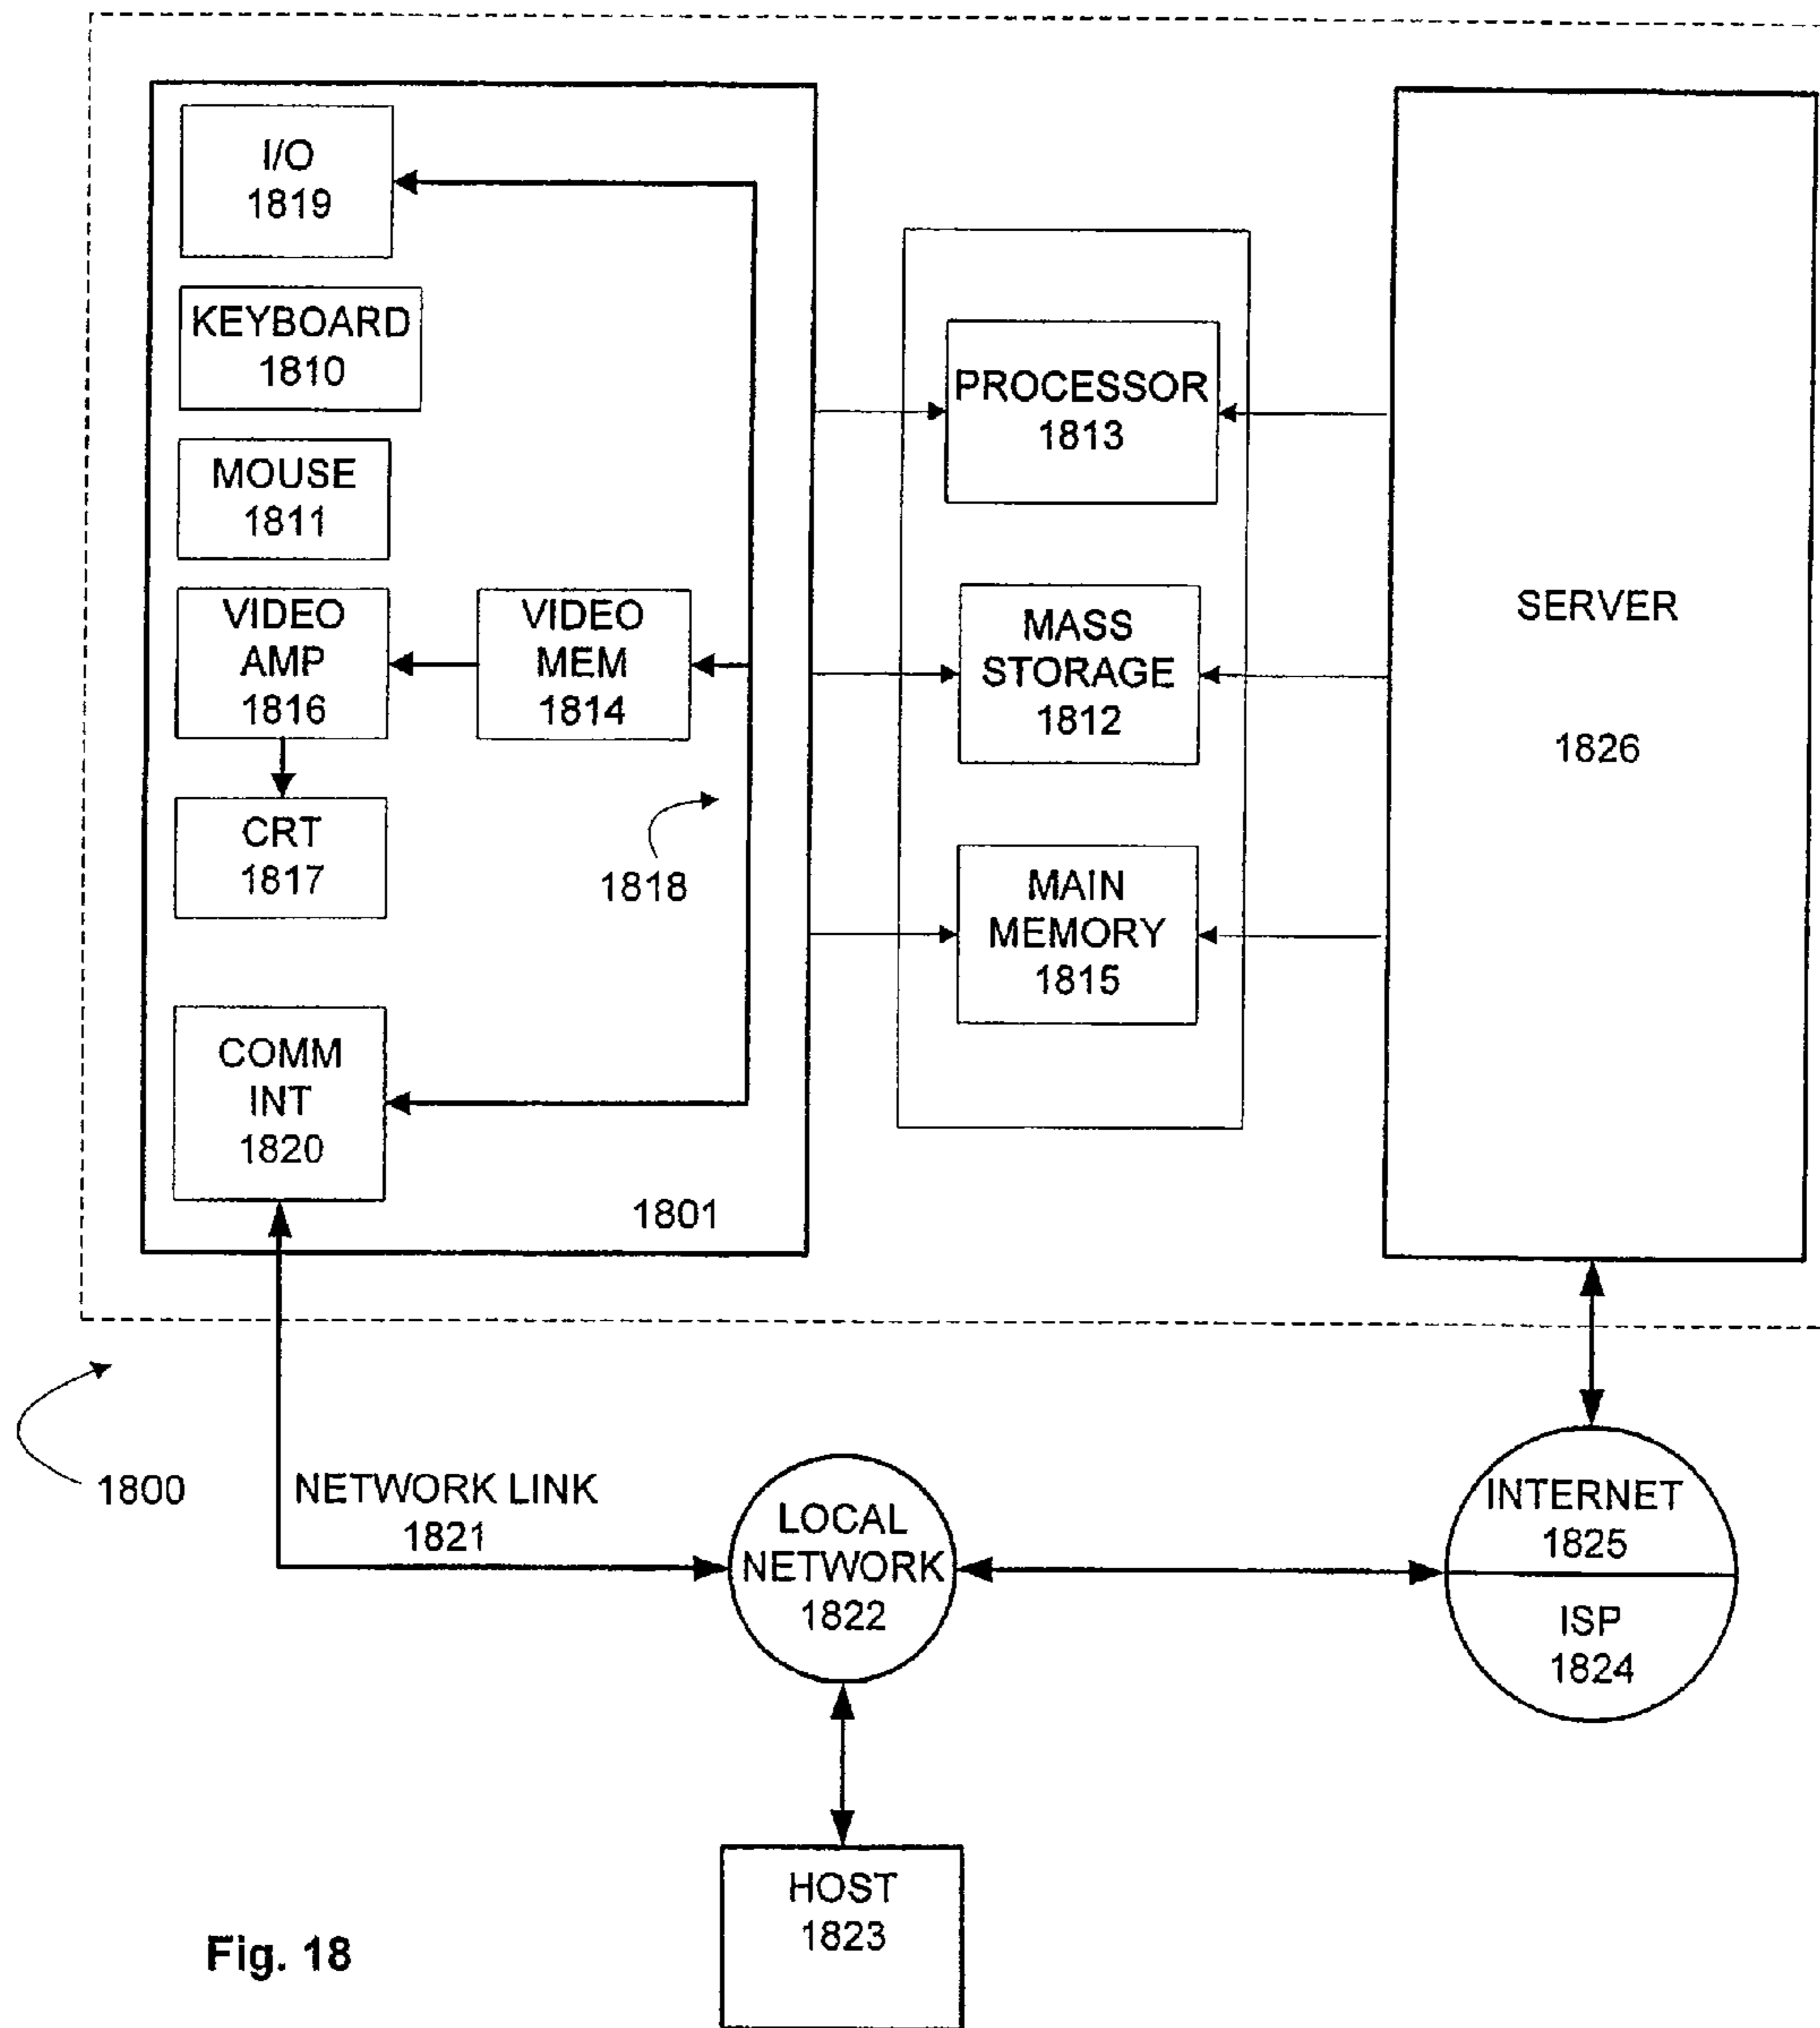 I/O
1819
KEYBOARD
1810
MOUSE
1811
VIDEO
AMP
1816
VIDEO
MEM
1814
CRT
1817
1818
COMM
INT
1820
1801
PROCESSOR
1813
MASS
STORAGE
1812
MAIN
MEMORY
1815
SERVER
1826
1800
NETWORK LINK
1821
LOCAL
NETWORK
1822
INTERNET
1825
ISP
1824
HOST
1823
Fig. 18